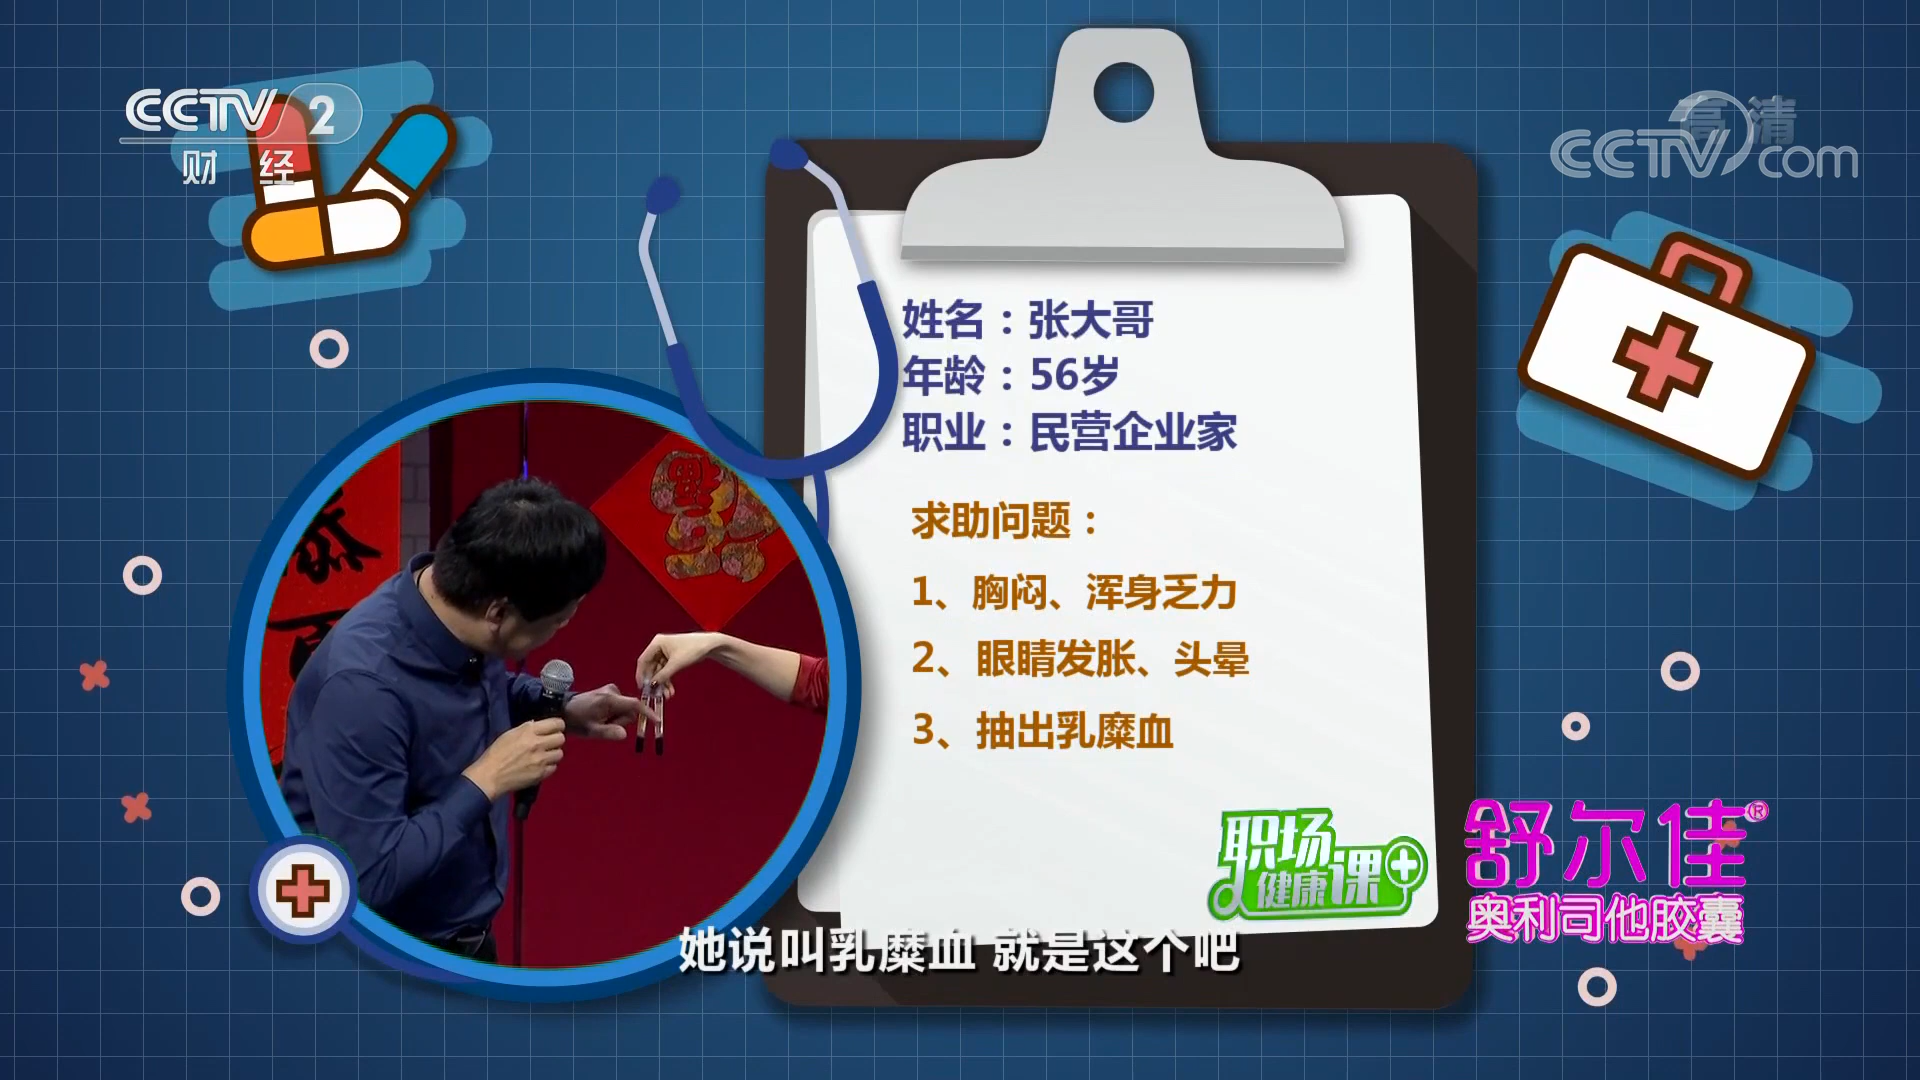 CCTV 2
财 经
高清
CCTV.com
姓名：张大哥
年龄：56岁
职业：民营企业家
求助问题：
1、胸闷、浑身乏力
2、眼睛发胀、头晕
3、抽出乳糜血
职场
健康课
舒尔佳®
奥利司他胶囊
她说叫乳糜血 就是这个吧